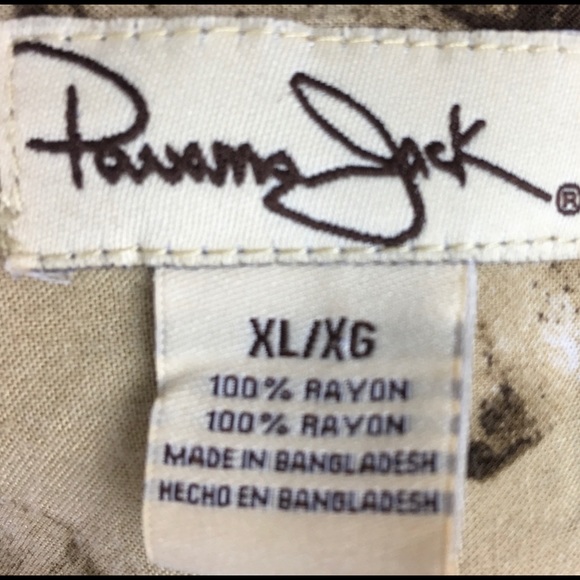 Panama Jack®
XL/XG
100% RAYON
100% RAYON
MADE IN BANGLADESH
HECHO EN BANGLADESH